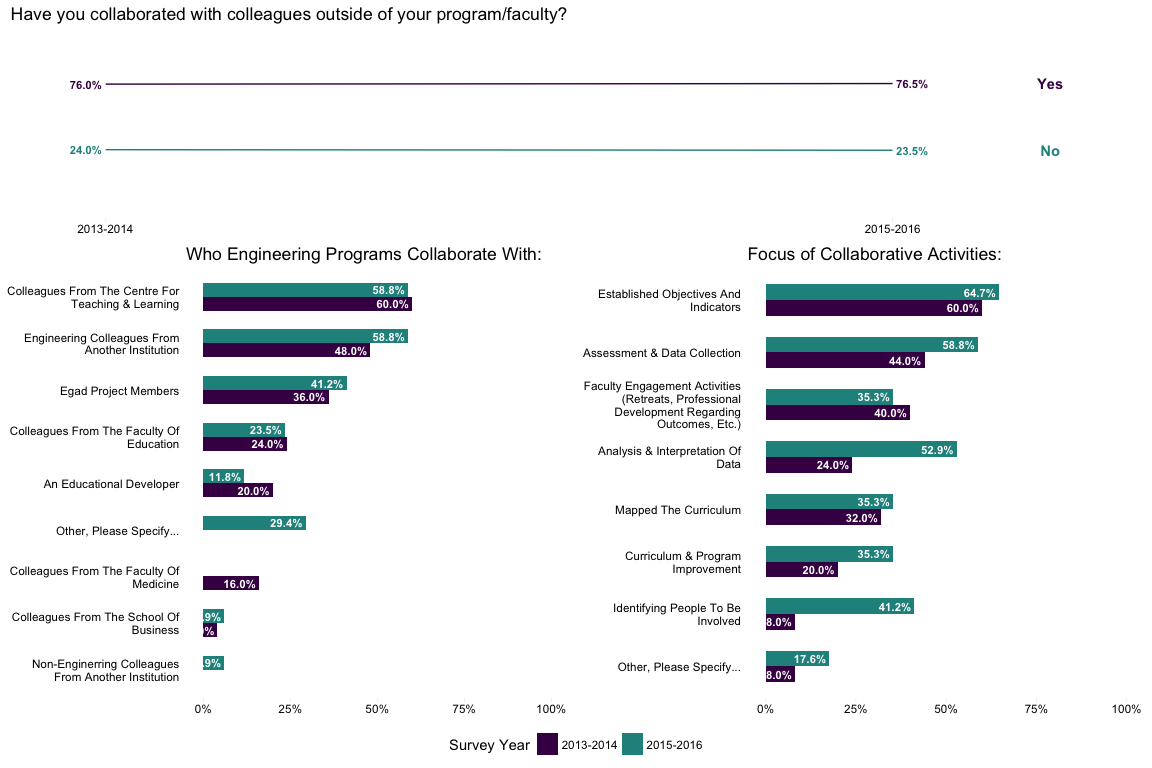 Have you collaborated with colleagues outside of your program/faculty?
76.0%
76.5%
Yes
24.0%
23.5%
No
2013-2014
2015-2016
Who Engineering Programs Collaborate With:
Colleagues From The Centre For
Teaching & Learning
58.8%
60.0%
Engineering Colleagues From
Another Institution
58.8%
48.0%
Egad Project Members
41.2%
36.0%
Colleagues From The Faculty Of
Education
23.5%
24.0%
An Educational Developer
11.8%
20.0%
Other, Please Specify...
29.4%
Colleagues From The Faculty Of
Medicine
16.0%
Colleagues From The School Of
Business
.9%
%
Non-Enginerring Colleagues
From Another Institution
.9%
0%
25%
50%
75%
100%
Focus of Collaborative Activities:
Established Objectives And
Indicators
64.7%
60.0%
Assessment & Data Collection
58.8%
44.0%
Faculty Engagement Activities
(Retreats, Professional
Development Regarding
Outcomes, Etc.)
35.3%
40.0%
Analysis & Interpretation Of
Data
52.9%
24.0%
Mapped The Curriculum
35.3%
32.0%
Curriculum & Program
Improvement
35.3%
20.0%
Identifying People To Be
Involved
41.2%
8.0%
Other, Please Specify...
17.6%
8.0%
0%
25%
50%
75%
100%
Survey Year
2013-2014
2015-2016